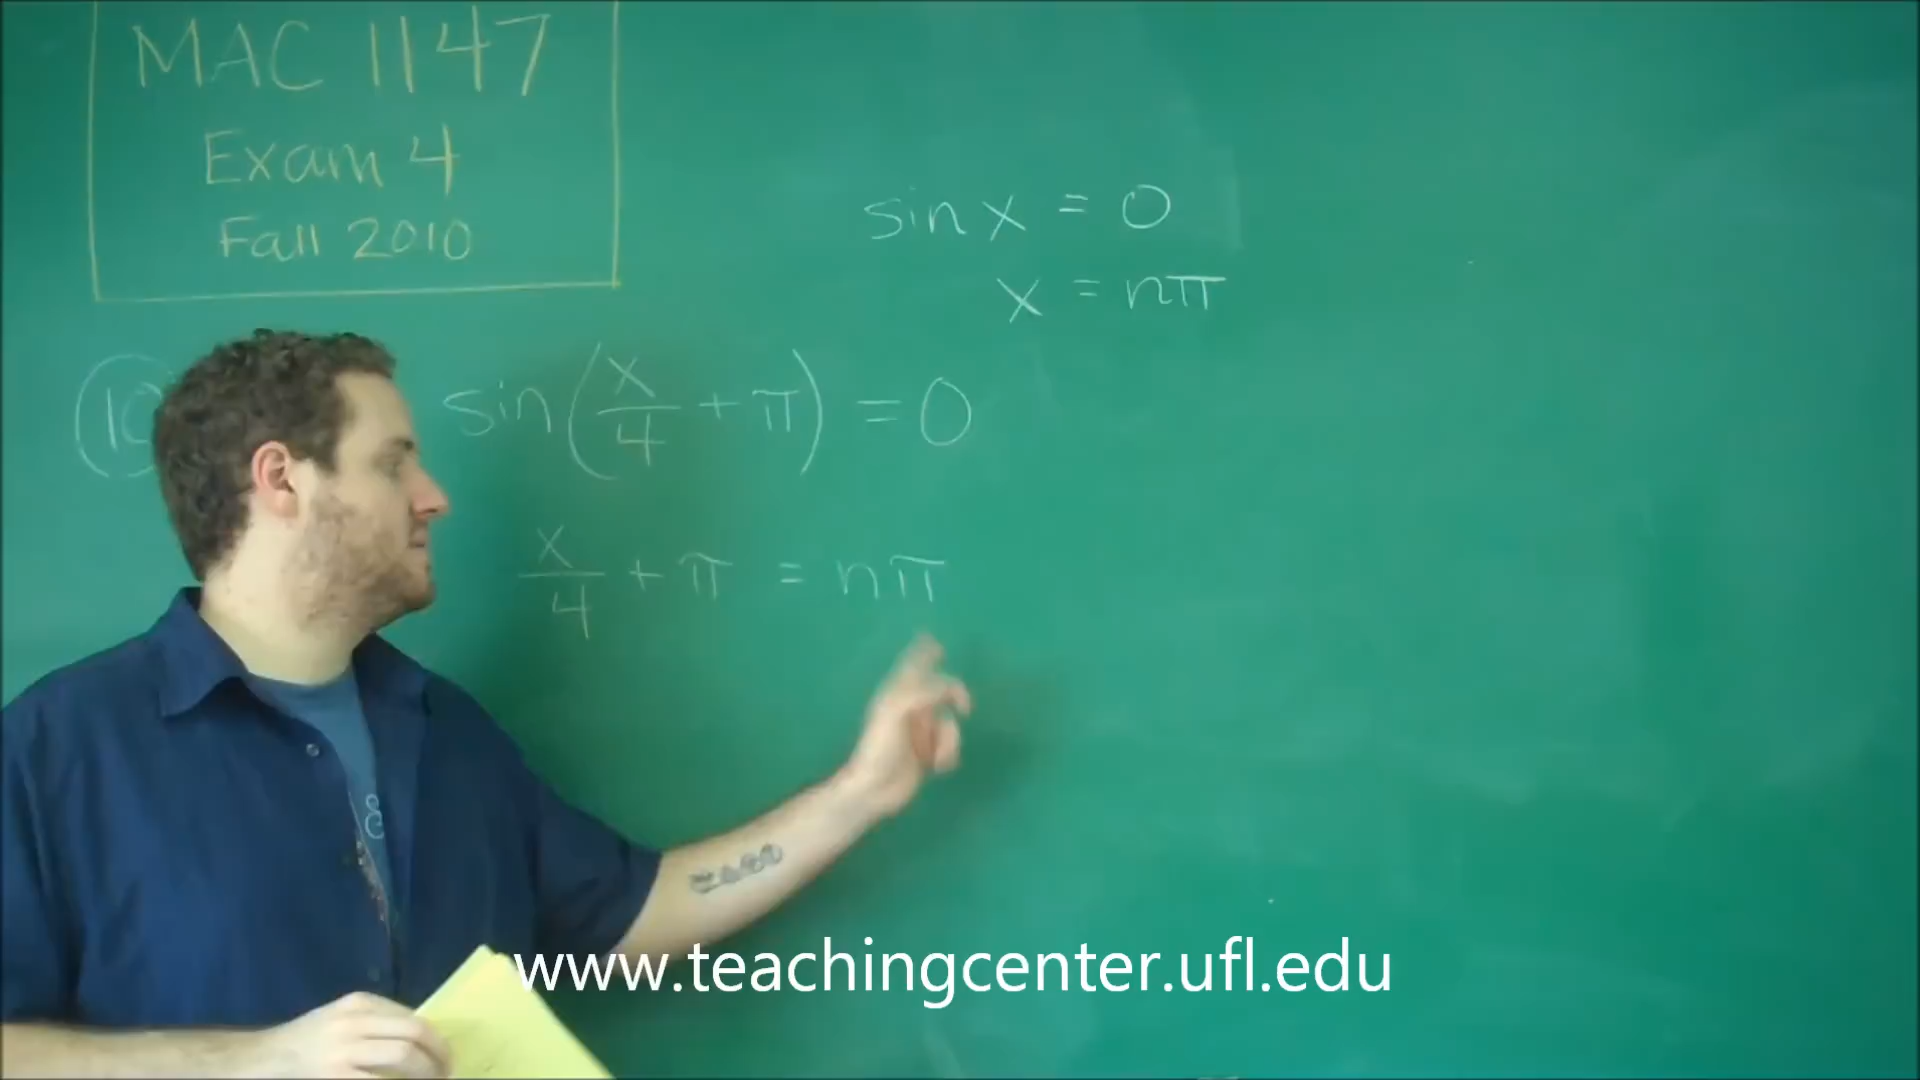 MAC 1147
Exam 4
Fall 2010
sin x = 0
x = nπ
10 sin(x/4 + π) = 0
x/4 + π = nπ
www.teachingcenter.ufl.edu